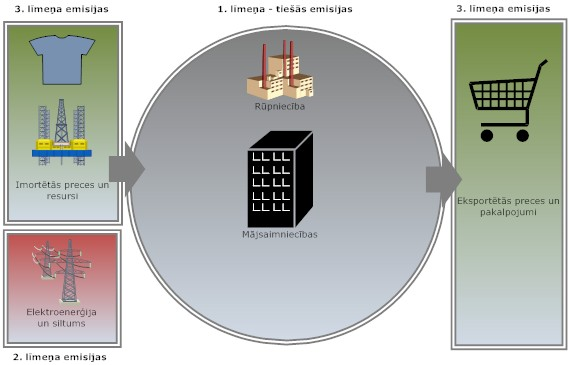 3. līmeņa emisijas
1. līmeņa - tiešās emisijas
3. līmeņa emisijas
Imortētās preces un
resursi
Elektroenerģija
un siltums
2. līmeņa emisijas
Rūpniecība
Mājsaimniecības
Eksportētās preces un
pakalpojumi